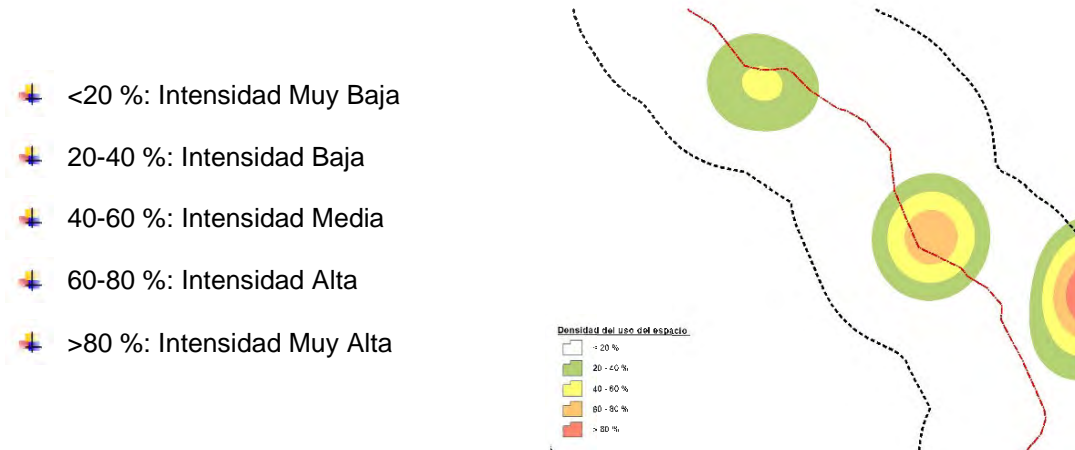 <20 %: Intensidad Muy Baja
20-40 %: Intensidad Baja
40-60 %: Intensidad Media
60-80 %: Intensidad Alta
>80 %: Intensidad Muy Alta
Densidad del uso del espacio
< 20 %
20 - 40 %
40 - 60 %
60 - 80 %
> 80 %